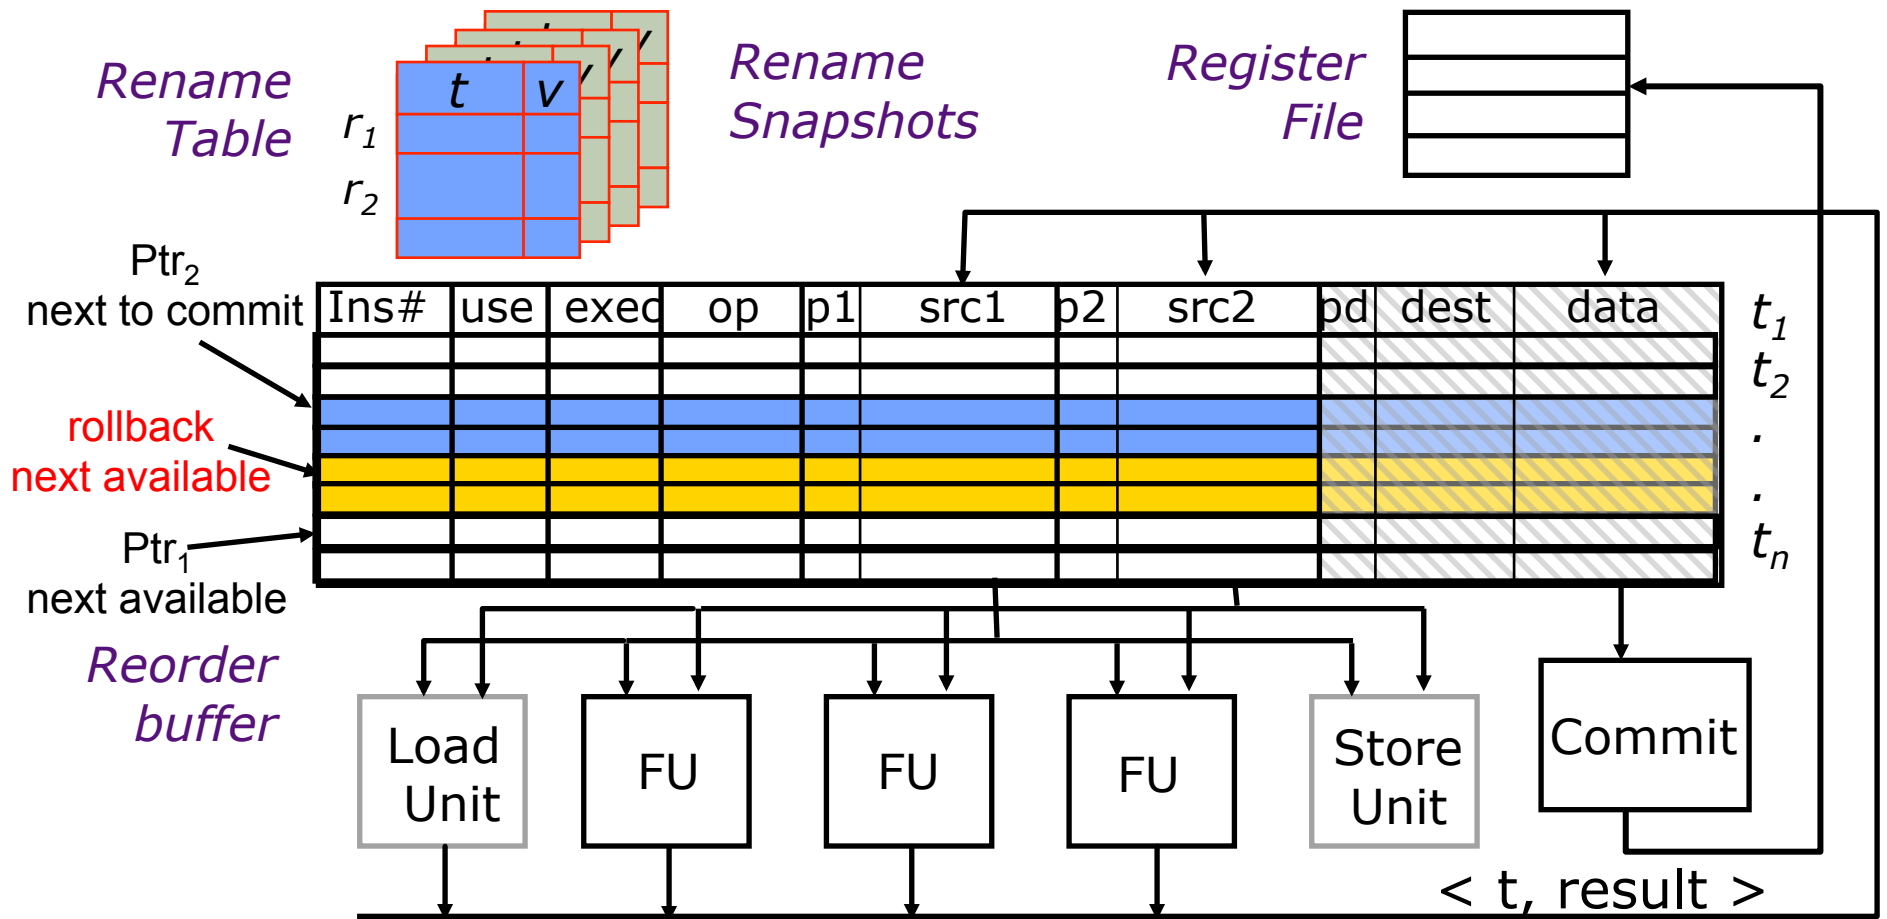 Rename
Table
t v
t v
t v
r1
r2
Rename
Snapshots
Register
File
Ptr2
next to commit
rollback
next available
Ptr1
next available
Ins# use exec op p1 src1 p2 src2 pd dest data
t1
t2
.
.
tn
Reorder
buffer
Load
Unit
FU
FU
FU
Store
Unit
Commit
< t, result >